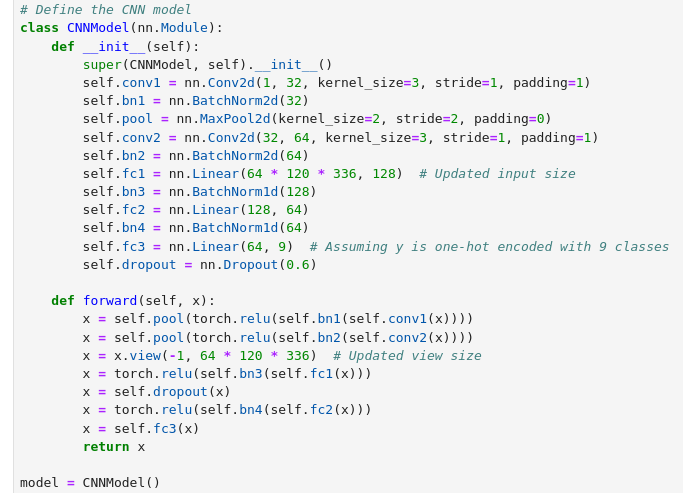 # Define the CNN model
class CNNModel(nn.Module):
    def __init__(self):
        super(CNNModel, self).__init__()
        self.conv1 = nn.Conv2d(1, 32, kernel_size=3, stride=1, padding=1)
        self.bn1 = nn.BatchNorm2d(32)
        self.pool = nn.MaxPool2d(kernel_size=2, stride=2, padding=0)
        self.conv2 = nn.Conv2d(32, 64, kernel_size=3, stride=1, padding=1)
        self.bn2 = nn.BatchNorm2d(64)
        self.fc1 = nn.Linear(64 * 120 * 336, 128)  # Updated input size
        self.bn3 = nn.BatchNorm1d(128)
        self.fc2 = nn.Linear(128, 64)
        self.bn4 = nn.BatchNorm1d(64)
        self.fc3 = nn.Linear(64, 9)  # Assuming y is one-hot encoded with 9 classes
        self.dropout = nn.Dropout(0.6)

    def forward(self, x):
        x = self.pool(torch.relu(self.bn1(self.conv1(x))))
        x = self.pool(torch.relu(self.bn2(self.conv2(x))))
        x = x.view(-1, 64 * 120 * 336)  # Updated view size
        x = torch.relu(self.bn3(self.fc1(x)))
        x = self.dropout(x)
        x = torch.relu(self.bn4(self.fc2(x)))
        x = self.fc3(x)
        return x

model = CNNModel()